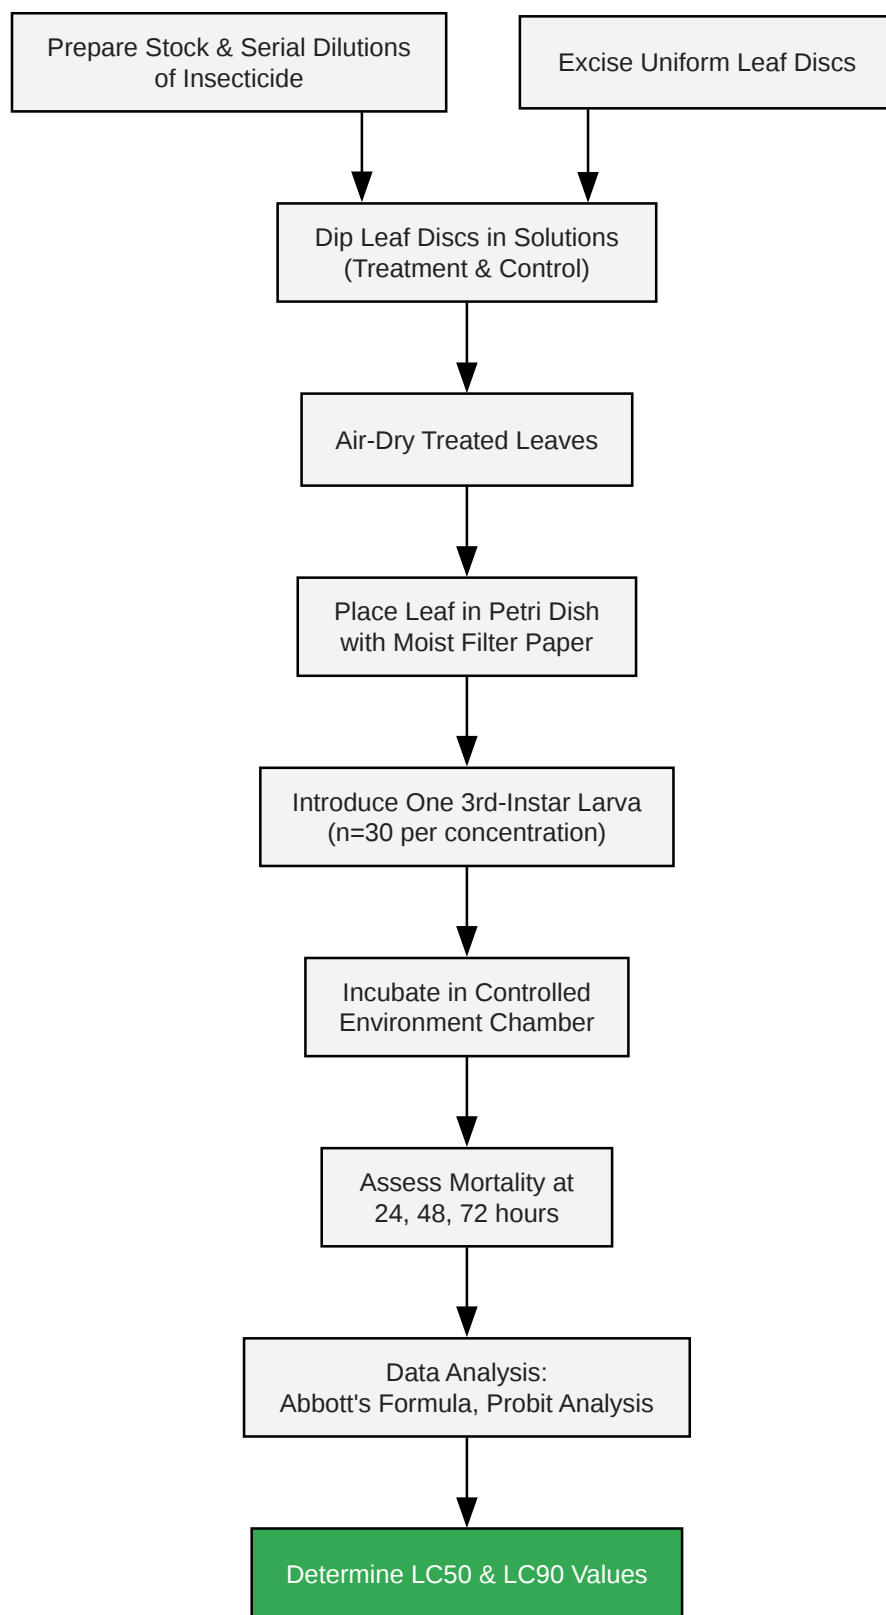 Prepare Stock & Serial Dilutions
of Insecticide
Excise Uniform Leaf Discs
Dip Leaf Discs in Solutions
(Treatment & Control)
Air-Dry Treated Leaves
Place Leaf in Petri Dish
with Moist Filter Paper
Introduce One 3rd-Instar Larva
(n=30 per concentration)
Incubate in Controlled
Environment Chamber
Assess Mortality at
24, 48, 72 hours
Data Analysis:
Abbott's Formula, Probit Analysis
Determine LC50 & LC90 Values